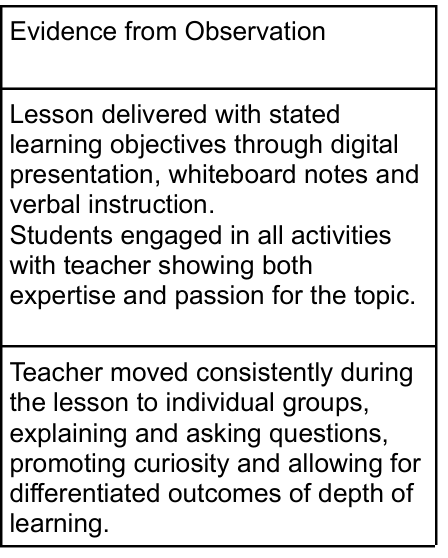 Evidence from Observation
Lesson delivered with stated
learning objectives through digital
presentation, whiteboard notes and
verbal instruction.
Students engaged in all activities
with teacher showing both
expertise and passion for the topic.
Teacher moved consistently during
the lesson to individual groups,
explaining and asking questions,
promoting curiosity and allowing for
differentiated outcomes of depth of
learning.